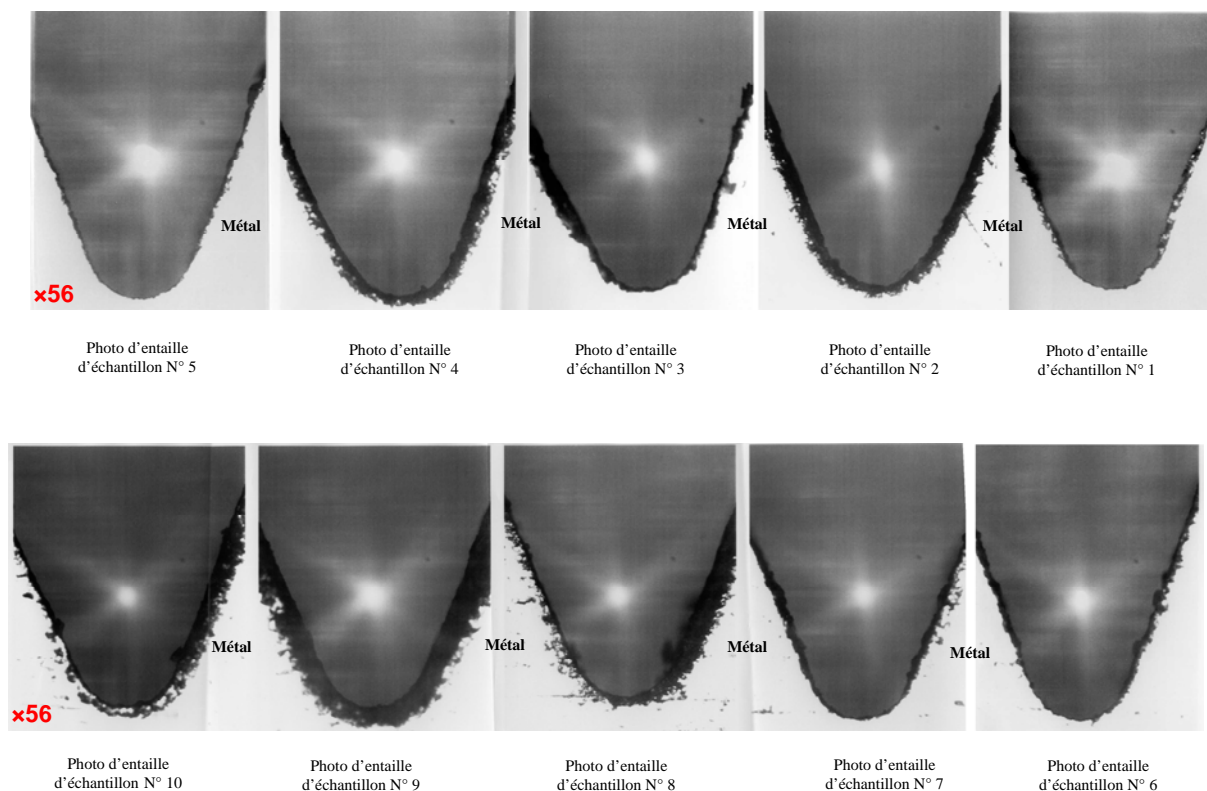 Métal
Métal
Métal
Métal
×56
Photo d'entaille
d'échantillon N° 5
Photo d'entaille
d'échantillon N° 4
Photo d'entaille
d'échantillon N° 3
Photo d'entaille
d'échantillon N° 2
Photo d'entaille
d'échantillon N° 1
Métal
Métal
Métal
Métal
×56
Photo d'entaille
d'échantillon N° 10
Photo d'entaille
d'échantillon N° 9
Photo d'entaille
d'échantillon N° 8
Photo d'entaille
d'échantillon N° 7
Photo d'entaille
d'échantillon N° 6